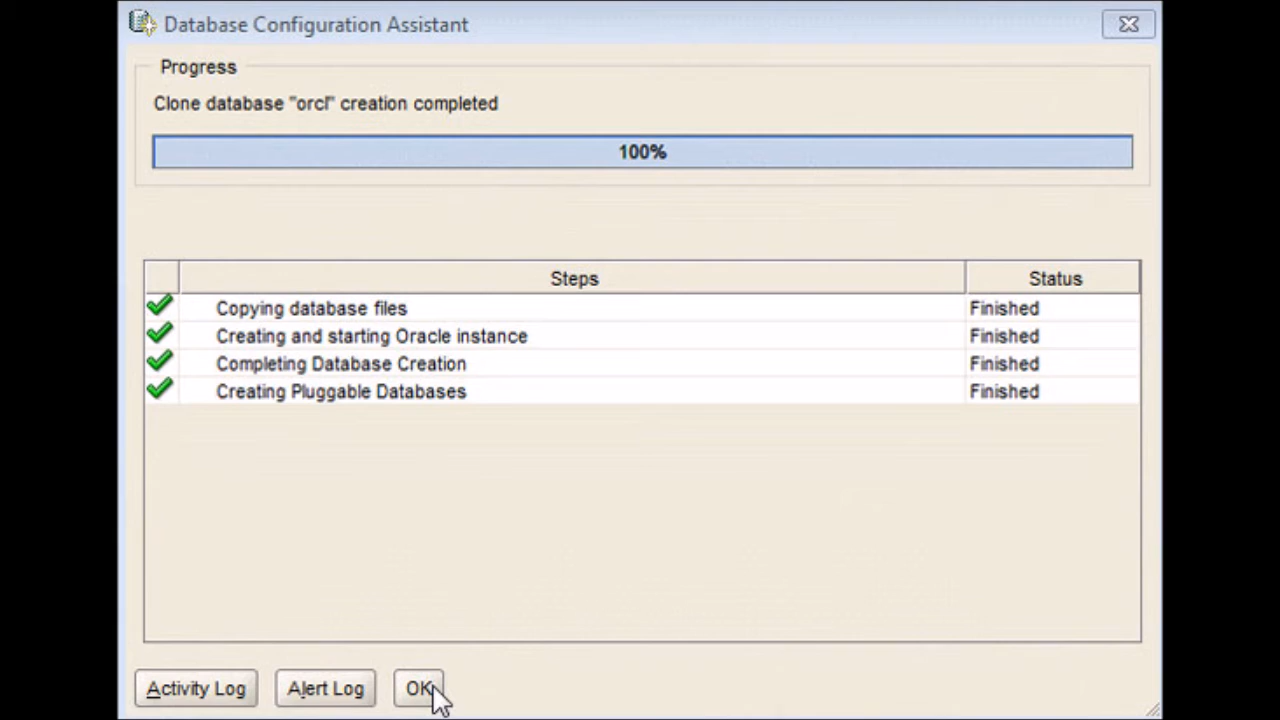 Database Configuration Assistant
Progress
Clone database "orcl" creation completed
100%
Steps Status
Copying database files Finished
Creating and starting Oracle instance Finished
Completing Database Creation Finished
Creating Pluggable Databases Finished
Activity Log Alert Log OK